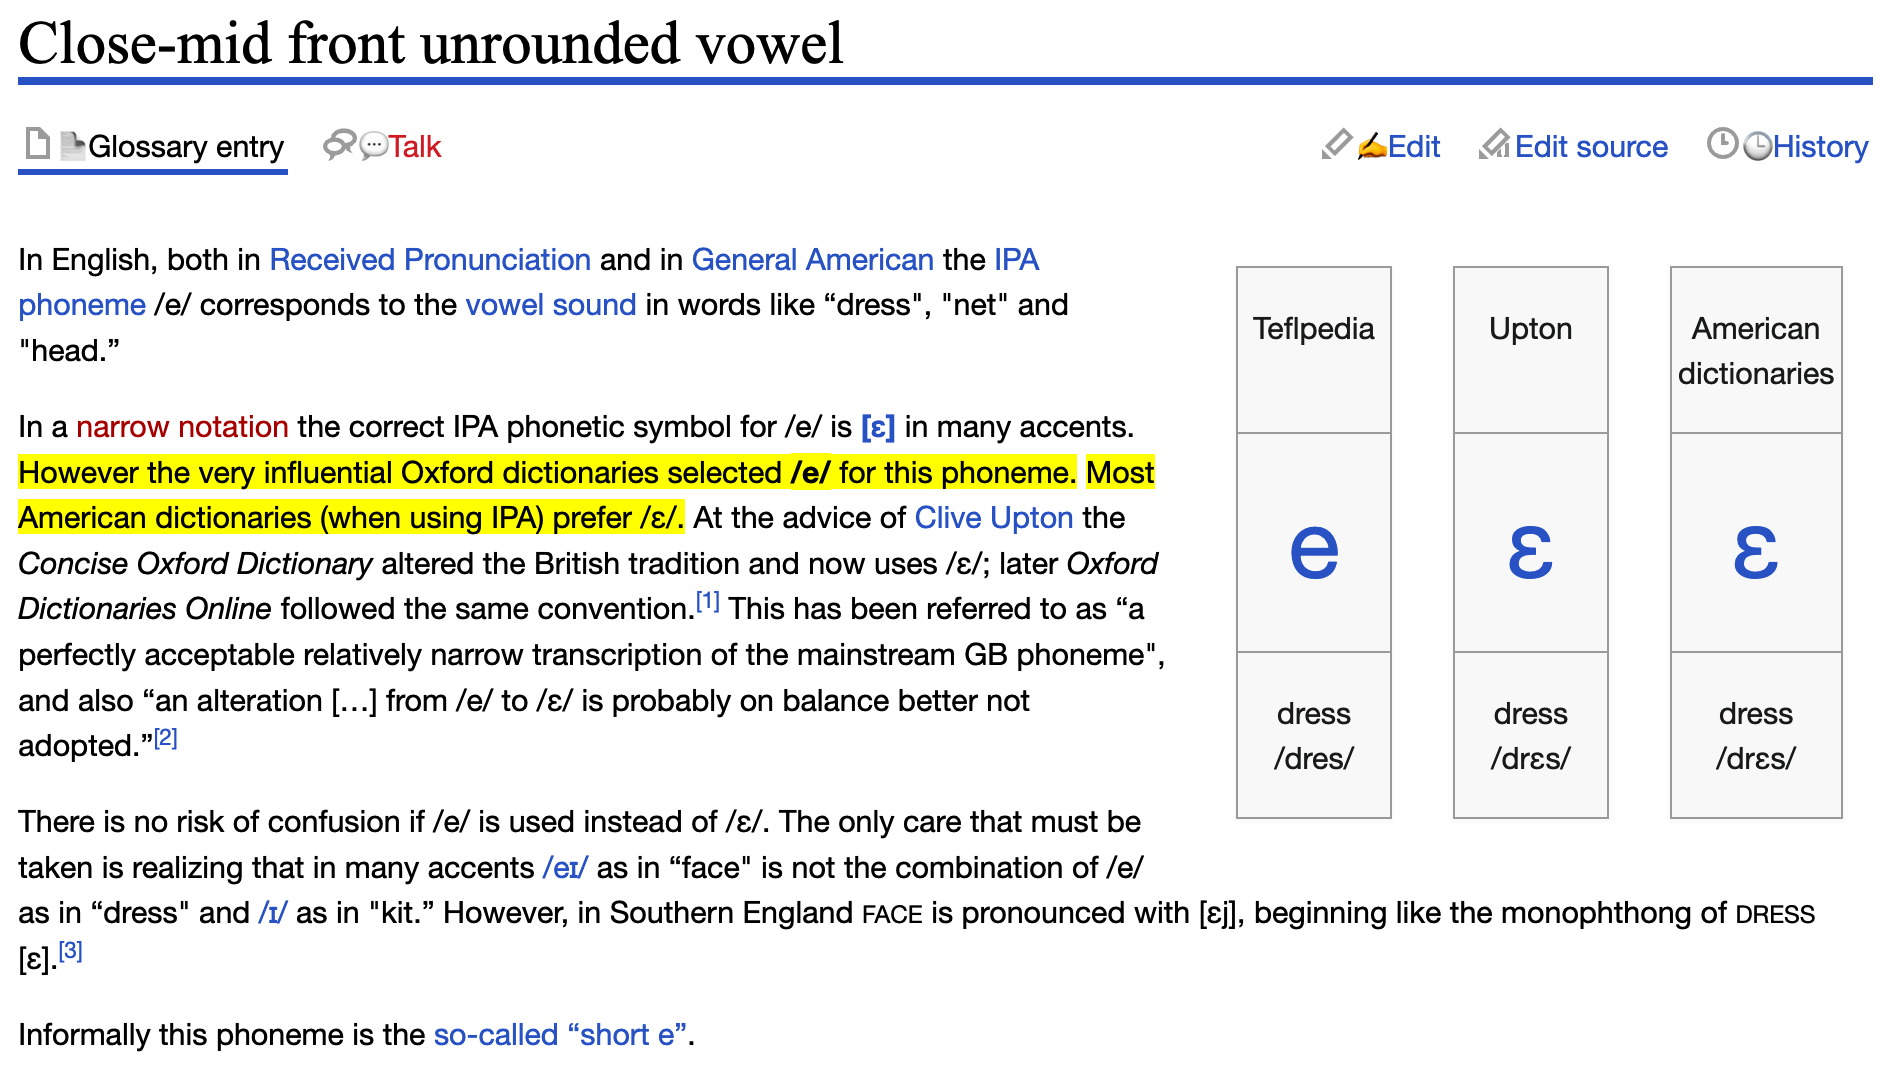 Close-mid front unrounded vowel
Glossary entry Talk Edit Edit source History
In English, both in Received Pronunciation and in General American the IPA
phoneme /e/ corresponds to the vowel sound in words like “dress", "net" and
"head.”
In a narrow notation the correct IPA phonetic symbol for /e/ is [ɛ] in many accents.
However the very influential Oxford dictionaries selected /e/ for this phoneme. Most
American dictionaries (when using IPA) prefer /ɛ/. At the advice of Clive Upton the
Concise Oxford Dictionary altered the British tradition and now uses /ɛ/; later Oxford
Dictionaries Online followed the same convention.[1] This has been referred to as “a
perfectly acceptable relatively narrow transcription of the mainstream GB phoneme",
and also “an alteration [...] from /e/ to /ɛ/ is probably on balance better not
adopted.”[2]
There is no risk of confusion if /e/ is used instead of /ɛ/. The only care that must be
taken is realizing that in many accents /eɪ/ as in “face" is not the combination of /e/
as in “dress" and /ɪ/ as in "kit.” However, in Southern England FACE is pronounced with [ɛj], beginning like the monophthong of DRESS
[ɛ].[3]
Informally this phoneme is the so-called “short e”.
Teflpedia
e
dress
/dres/
Upton
ɛ
dress
/drɛs/
American
dictionaries
ɛ
dress
/drɛs/